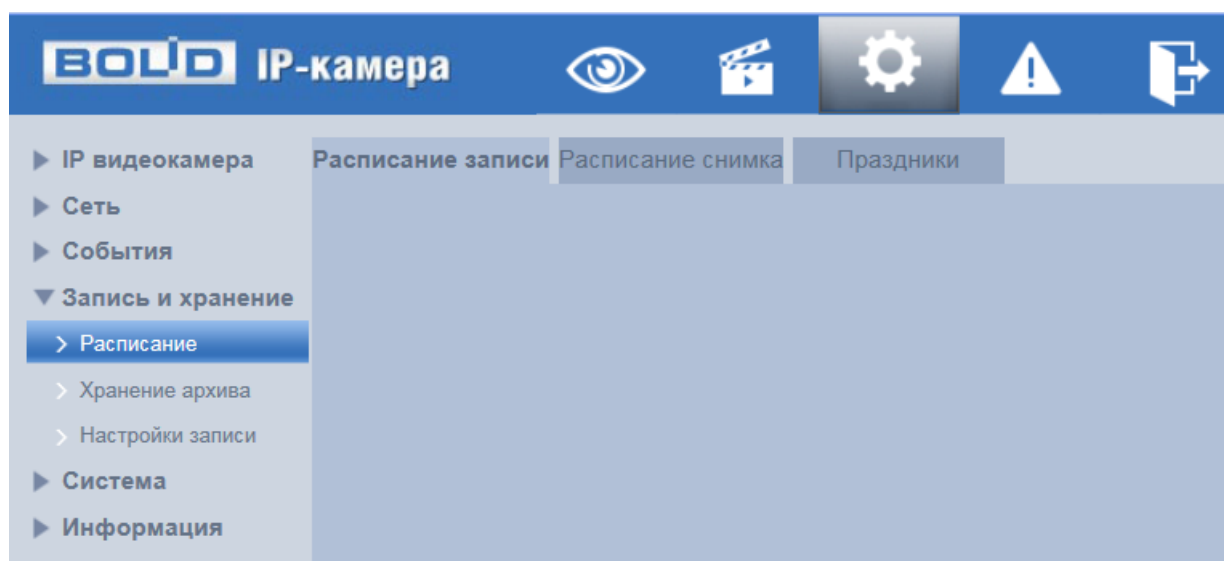 BOLID IP-камера
IP видеокамера
Сеть
События
Запись и хранение
Расписание
Хранение архива
Настройки записи
Система
Информация
Расписание записи Расписание снимка Праздники